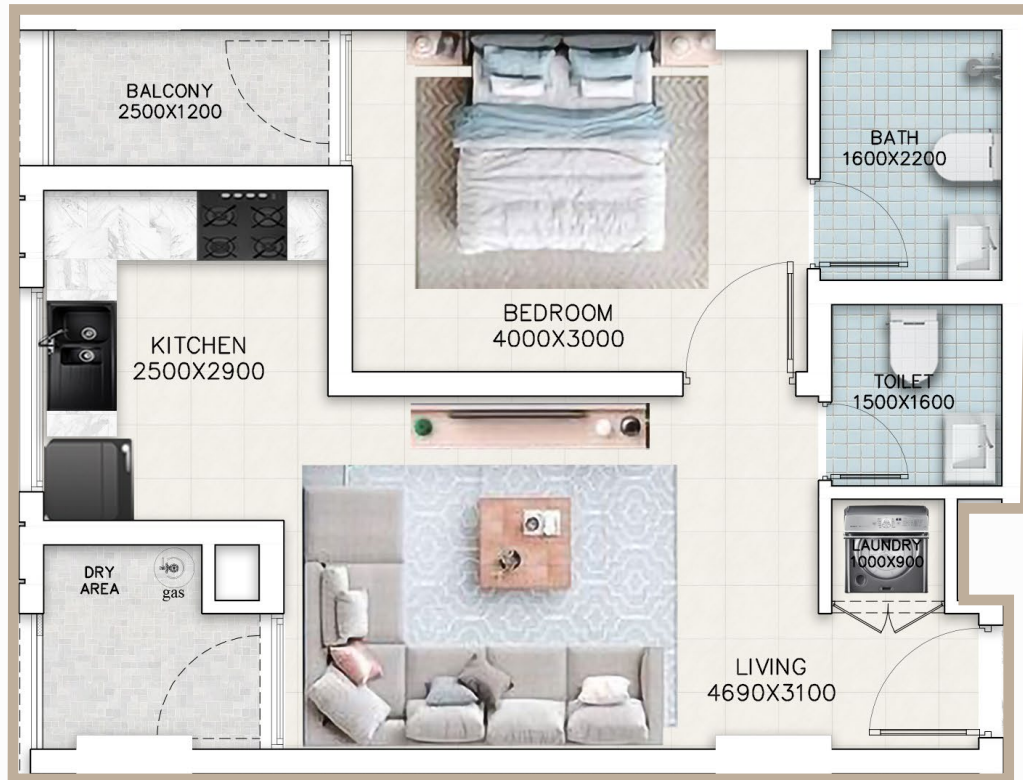 BALCONY
2500X1200
BATH
1600X2200
BEDROOM
4000X3000
KITCHEN
2500X2900
TOILET
1500X1600
LAUNDRY
1000X900
DRY
AREA
gas
LIVING
4690X3100